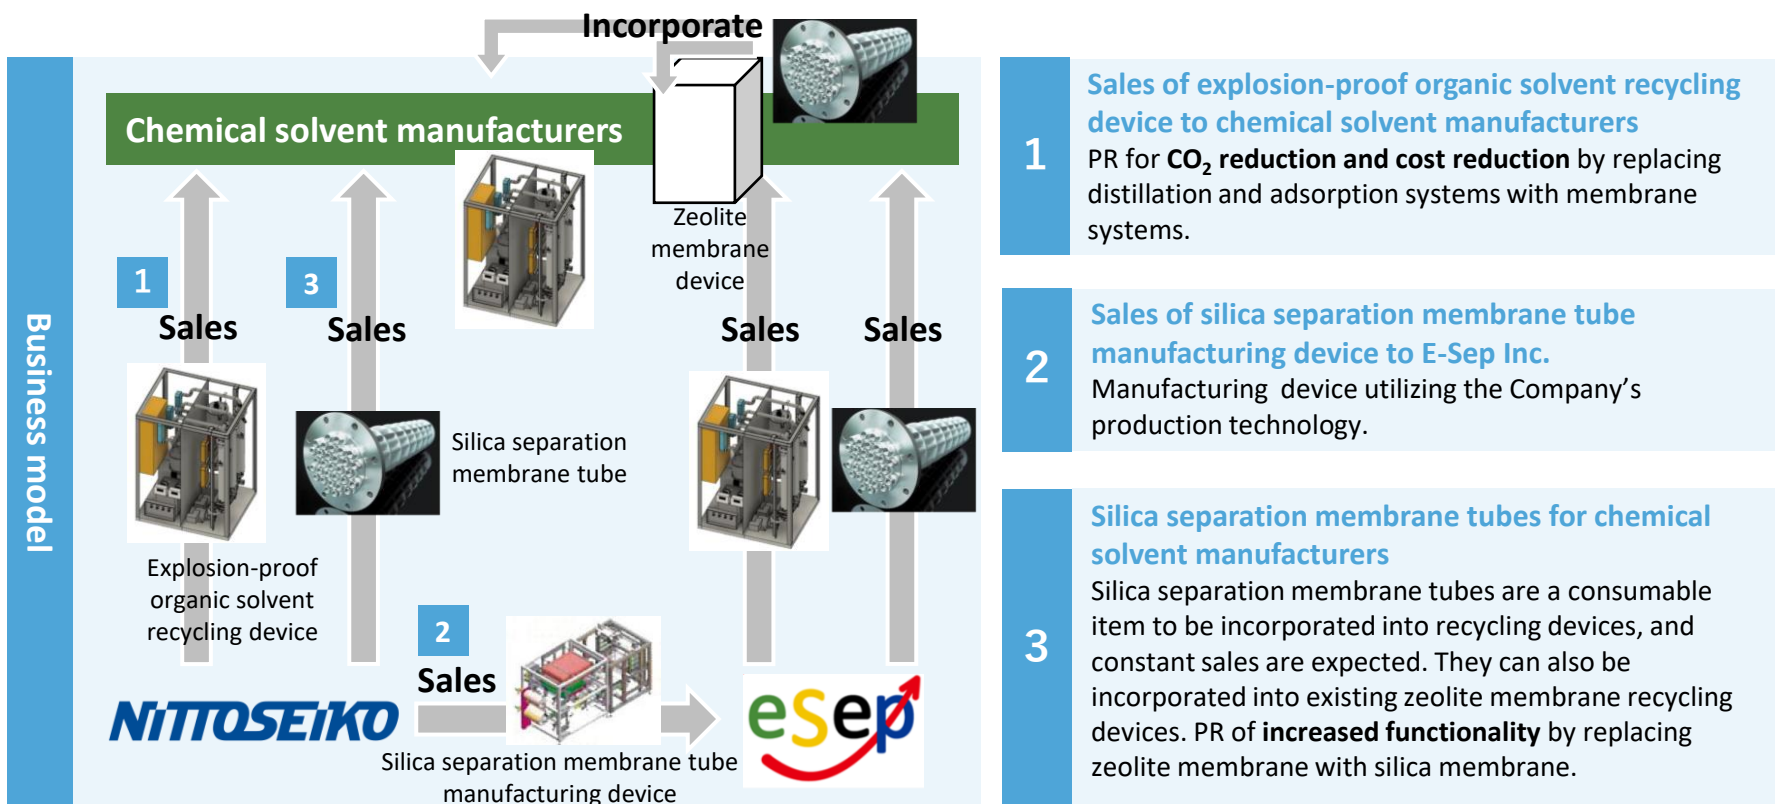 Incorporate
Business model
Chemical solvent manufacturers
Zeolite
membrane
device
1
3
Sales
Sales
Sales
Sales
Silica separation
membrane tube
Explosion-proof
organic solvent
recycling device
2
Sales
NITTOSEIKO
eSep
Silica separation membrane tube
manufacturing device
1
Sales of explosion-proof organic solvent recycling
device to chemical solvent manufacturers
PR for CO₂ reduction and cost reduction by replacing
distillation and adsorption systems with membrane
systems.
2
Sales of silica separation membrane tube
manufacturing device to E-Sep Inc.
Manufacturing device utilizing the Company’s
production technology.
3
Silica separation membrane tubes for chemical
solvent manufacturers
Silica separation membrane tubes are a consumable
item to be incorporated into recycling devices, and
constant sales are expected. They can also be
incorporated into existing zeolite membrane recycling
devices. PR of increased functionality by replacing
zeolite membrane with silica membrane.